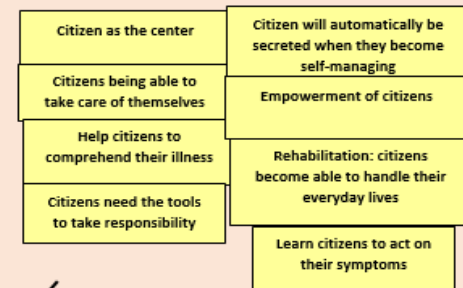 Citizen as the center
Citizens being able to
take care of themselves
Help citizens to
comprehend their illness
Citizens need the tools
to take responsibility
Citizen will automatically be
secreted when they become
self-managing
Empowerment of citizens
Rehabilitation: citizens
become able to handle their
everyday lives
Learn citizens to act on
their symptoms